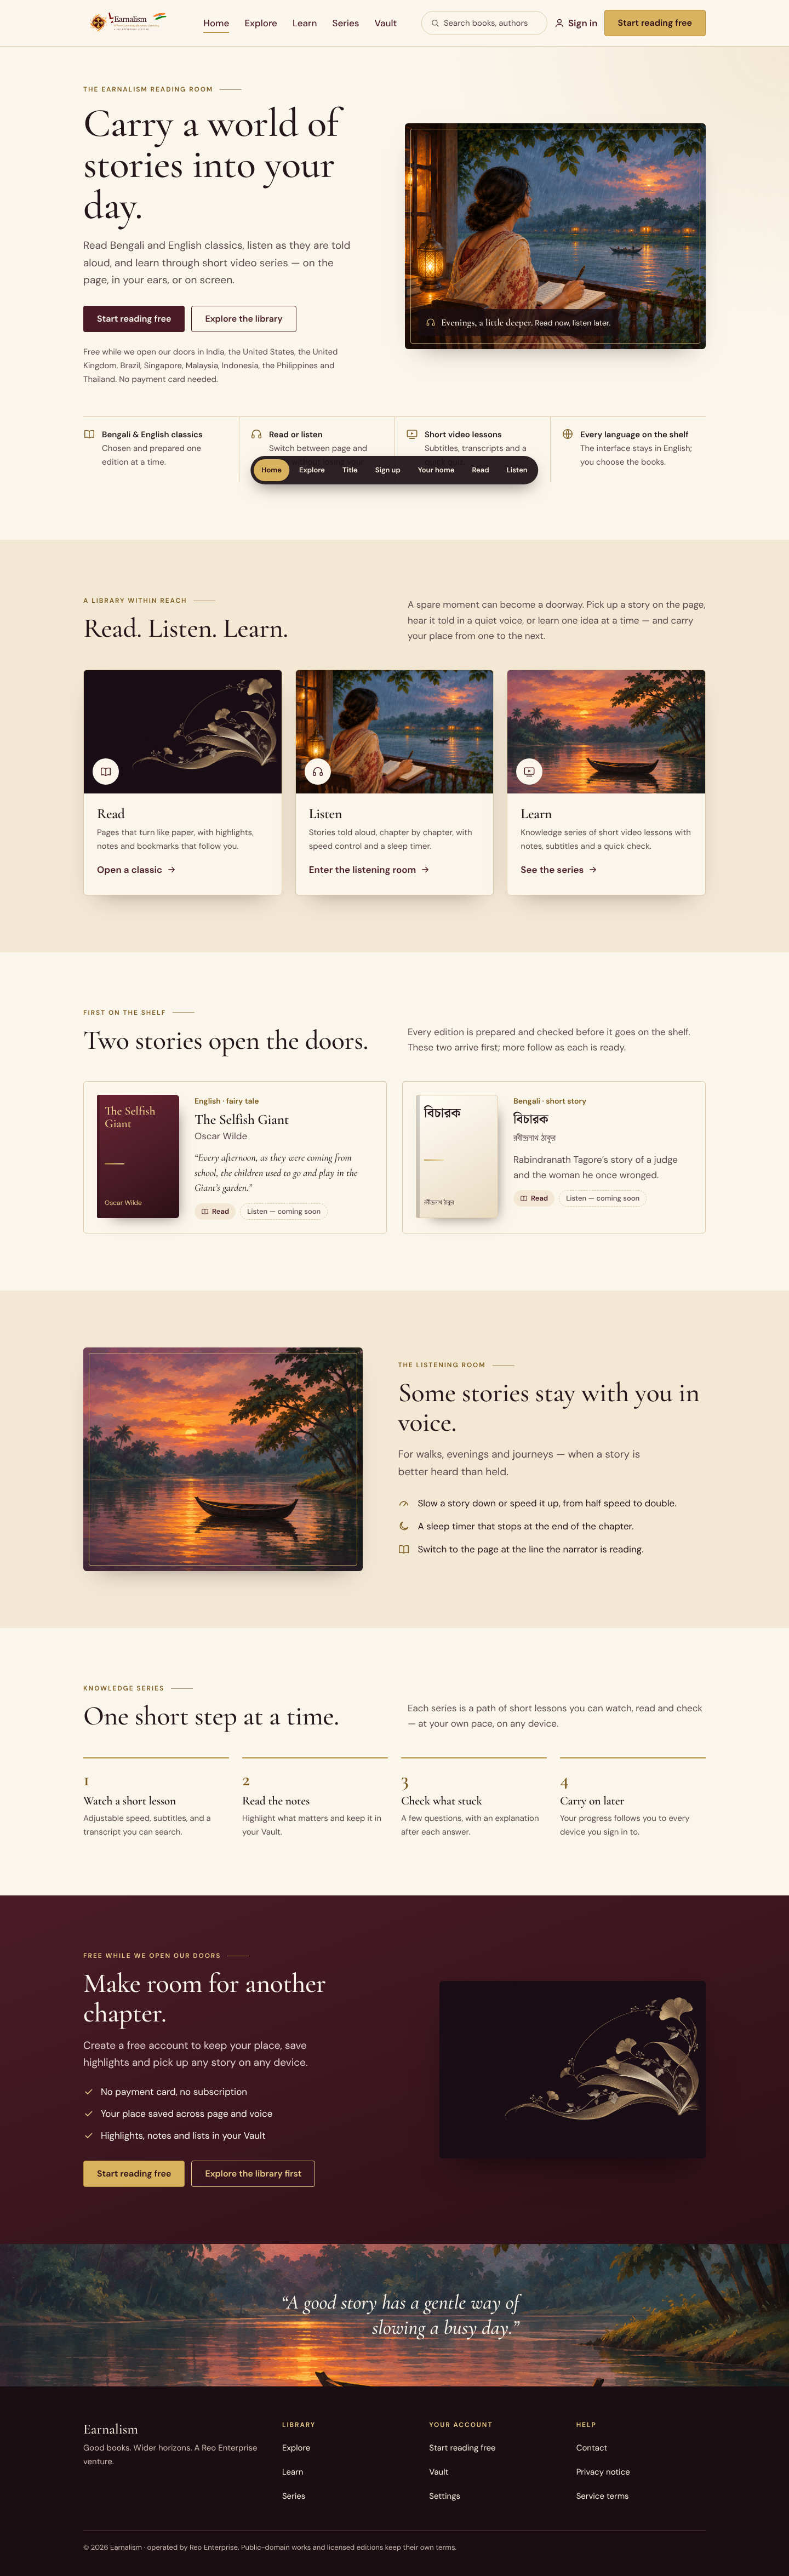 Earnalism
Home
Explore
Learn
Series
Vault
Search books, authors
Sign in
Start reading free
THE EARNALISM READING ROOM
Carry a world of
stories into your
day.
Read Bengali and English classics, listen as they are told
aloud, and learn through short video series — on the
page, in your ears, or on screen.
Start reading free
Explore the library
Free while we open our doors in India, the United States, the United
Kingdom, Brazil, Singapore, Malaysia, Indonesia, the Philippines and
Thailand. No payment card needed.
Evenings, a little deeper. Read now, listen later.
Bengali & English classics
Chosen and prepared one
edition at a time.
Read or listen
Switch between page and
Short video lessons
Subtitles, transcripts and a
Every language on the shelf
The interface stays in English;
you choose the books.
Home
Explore
Title
Sign up
Your home
Read
Listen
A LIBRARY WITHIN REACH
Read. Listen. Learn.
A spare moment can become a doorway. Pick up a story on the page,
hear it told in a quiet voice, or learn one idea at a time — and carry
your place from one to the next.
Read
Pages that turn like paper, with highlights,
notes and bookmarks that follow you.
Open a classic →
Listen
Stories told aloud, chapter by chapter, with
speed control and a sleep timer.
Enter the listening room →
Learn
Knowledge series of short video lessons with
notes, subtitles and a quick check.
See the series →
FIRST ON THE SHELF
Two stories open the doors.
Every edition is prepared and checked before it goes on the shelf.
These two arrive first; more follow as each is ready.
The Selfish
Giant
Oscar Wilde
English · fairy tale
The Selfish Giant
Oscar Wilde
“Every afternoon, as they were coming from
school, the children used to go and play in the
Giant’s garden.”
Read
Listen — coming soon
বিচারক
রবীন্দ্রনাথ ঠাকুর
Bengali · short story
বিচারক
রবীন্দ্রনাথ ঠাকুর
Rabindranath Tagore’s story of a judge
and the woman he once wronged.
Read
Listen — coming soon
THE LISTENING ROOM
Some stories stay with you in
voice.
For walks, evenings and journeys — when a story is
better heard than held.
Slow a story down or speed it up, from half speed to double.
A sleep timer that stops at the end of the chapter.
Switch to the page at the line the narrator is reading.
KNOWLEDGE SERIES
One short step at a time.
Each series is a path of short lessons you can watch, read and check
— at your own pace, on any device.
1
Watch a short lesson
Adjustable speed, subtitles, and a
transcript you can search.
2
Read the notes
Highlight what matters and keep it in
your Vault.
3
Check what stuck
A few questions, with an explanation
after each answer.
4
Carry on later
Your progress follows you to every
device you sign in to.
FREE WHILE WE OPEN OUR DOORS
Make room for another
chapter.
Create a free account to keep your place, save
highlights and pick up any story on any device.
No payment card, no subscription
Your place saved across page and voice
Highlights, notes and lists in your Vault
Start reading free
Explore the library first
“A good story has a gentle way of
slowing a busy day.”
Earnalism
Good books. Wider horizons. A Reo Enterprise
venture.
LIBRARY
Explore
Learn
Series
YOUR ACCOUNT
Start reading free
Vault
Settings
HELP
Contact
Privacy notice
Service terms
© 2026 Earnalism · operated by Reo Enterprise. Public-domain works and licensed editions keep their own terms.